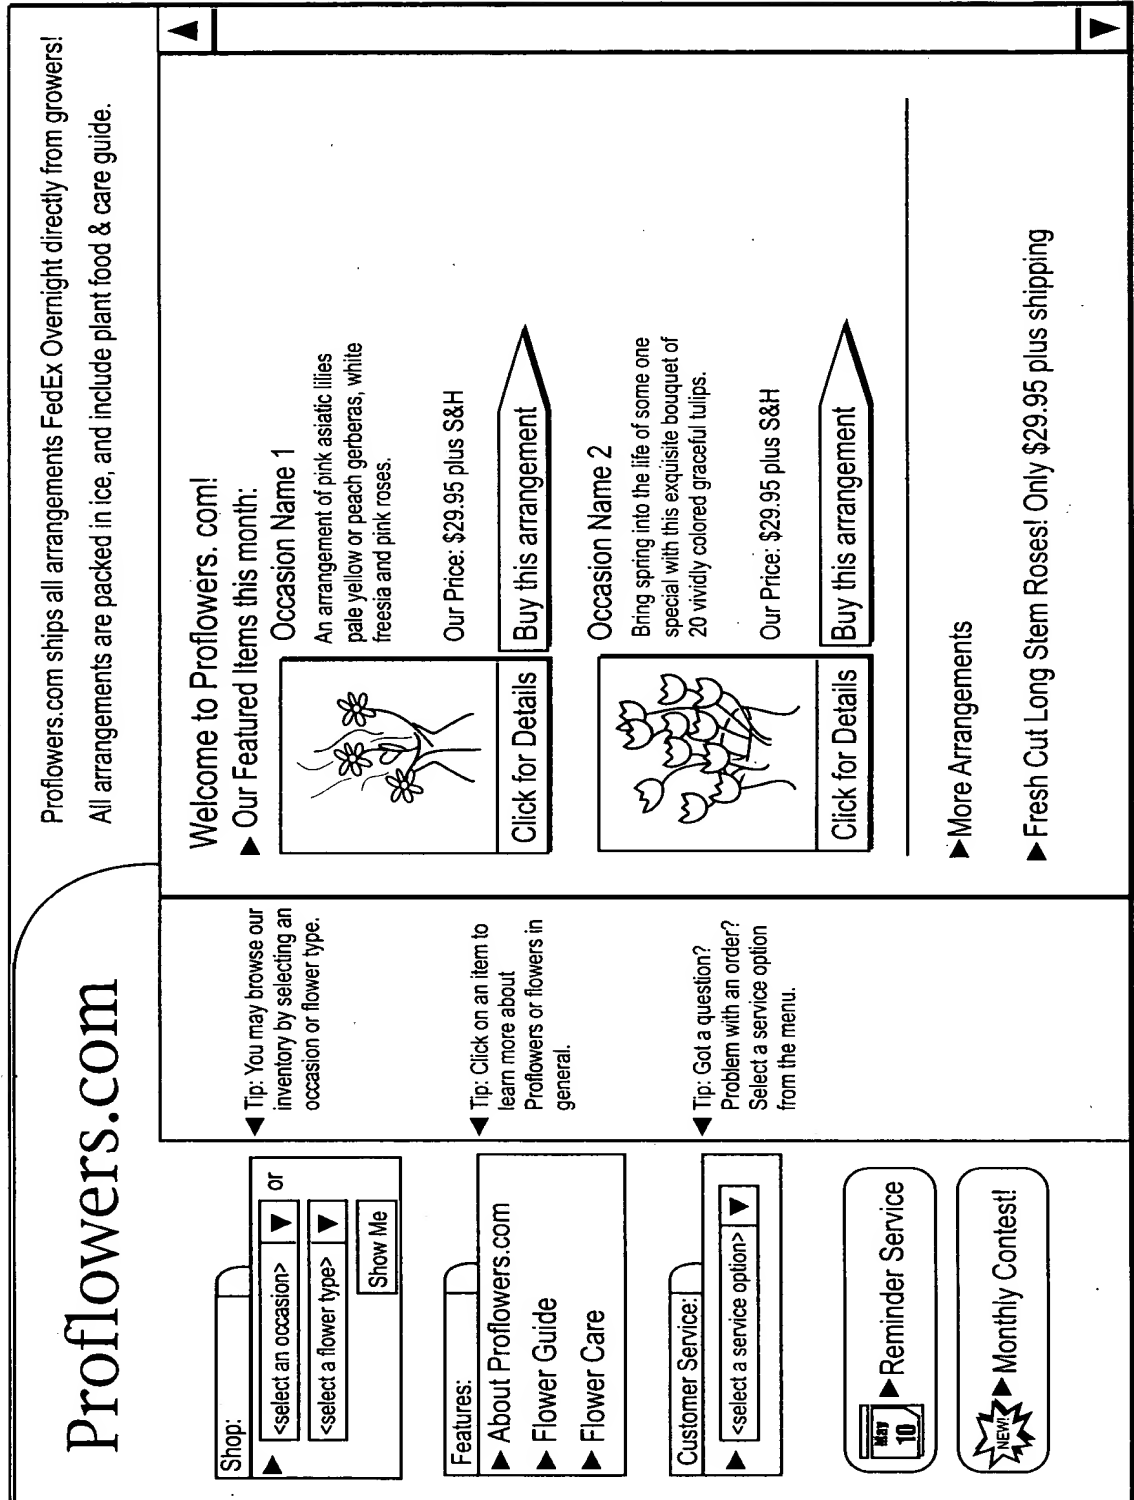 Proflowers.com
Proflowers.com ships all arrangements FedEx Overnight directly from growers!
All arrangements are packed in ice, and include plant food & care guide.
Shop:
<select an occasion>
or
<select a flower type>
Show Me
Tip: You may browse our
inventory by selecting an
occasion or flower type.
Features:
About Proflowers.com
Flower Guide
Flower Care
Tip: Click on an item to
learn more about
Proflowers or flowers in
general.
Customer Service:
<select a service option>
Tip: Got a question?
Problem with an order?
Select a service option
from the menu.
May
10
Reminder Service
NEW!
Monthly Contest!
Welcome to Proflowers. com!
Our Featured Items this month:
Occasion Name 1
An arrangement of pink asiatic lilies
pale yellow or peach gerberas, white
freesia and pink roses.
Our Price: $29.95 plus S&H
Click for Details
Buy this arrangement
Occasion Name 2
Bring spring into the life of some one
special with this exquisite bouquet of
20 vividly colored graceful tulips.
Our Price: $29.95 plus S&H
Click for Details
Buy this arrangement
More Arrangements
Fresh Cut Long Stem Roses! Only $29.95 plus shipping